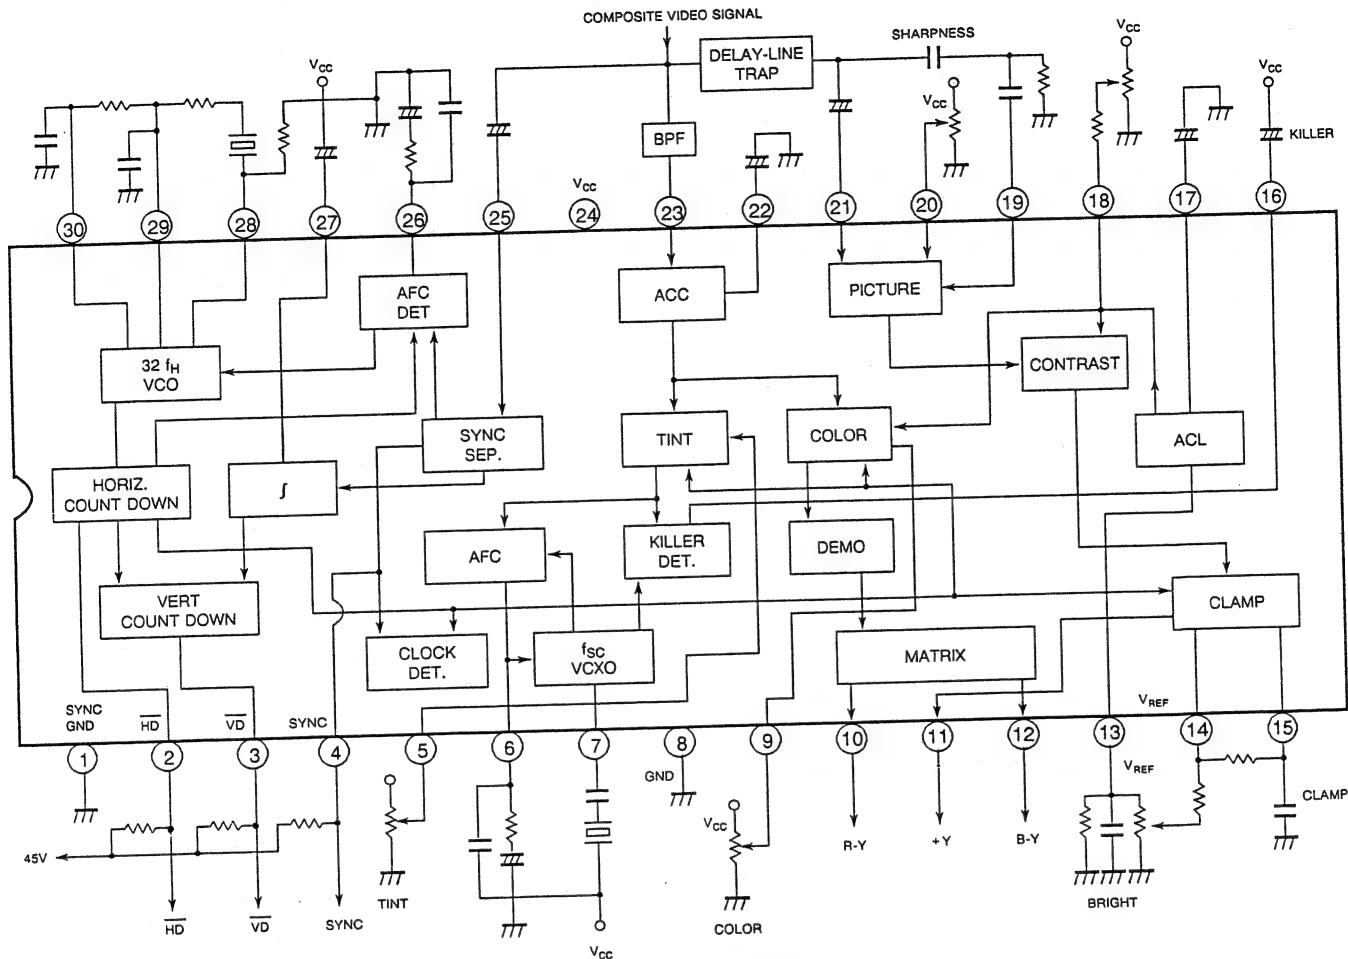 COMPOSITE VIDEO SIGNAL
DELAY-LINE
TRAP
SHARPNESS
VCC
VCC
VCC
VCC
BPF
KILLER
VCC
30
29
28
27
26
25
24
23
22
21
20
19
18
17
16
AFC
DET
ACC
PICTURE
32 fH
VCO
CONTRAST
SYNC
SEP.
TINT
COLOR
ACL
HORIZ.
COUNT DOWN
∫
AFC
KILLER
DET.
DEMO
VERT
COUNT DOWN
CLAMP
CLOCK
DET.
fSC
VCXO
MATRIX
SYNC
GND
HD
VD
SYNC
VREF
1
2
3
4
5
6
7
8
9
10
11
12
13
14
15
GND
VREF
CLAMP
45V
VCC
R-Y
+Y
B-Y
TINT
BRIGHT
HD
VD
SYNC
COLOR
VCC